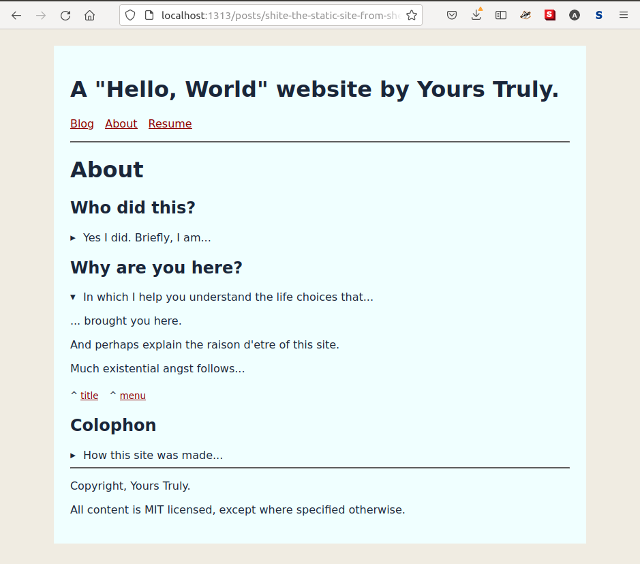 localhost:1313/posts/shite-the-static-site-from-sh
A "Hello, World" website by Yours Truly.
Blog About Resume
About
Who did this?
▸ Yes I did. Briefly, I am...
Why are you here?
▾ In which I help you understand the life choices that...
... brought you here.
And perhaps explain the raison d'etre of this site.
Much existential angst follows...
^ title ^ menu
Colophon
▸ How this site was made...
Copyright, Yours Truly.
All content is MIT licensed, except where specified otherwise.